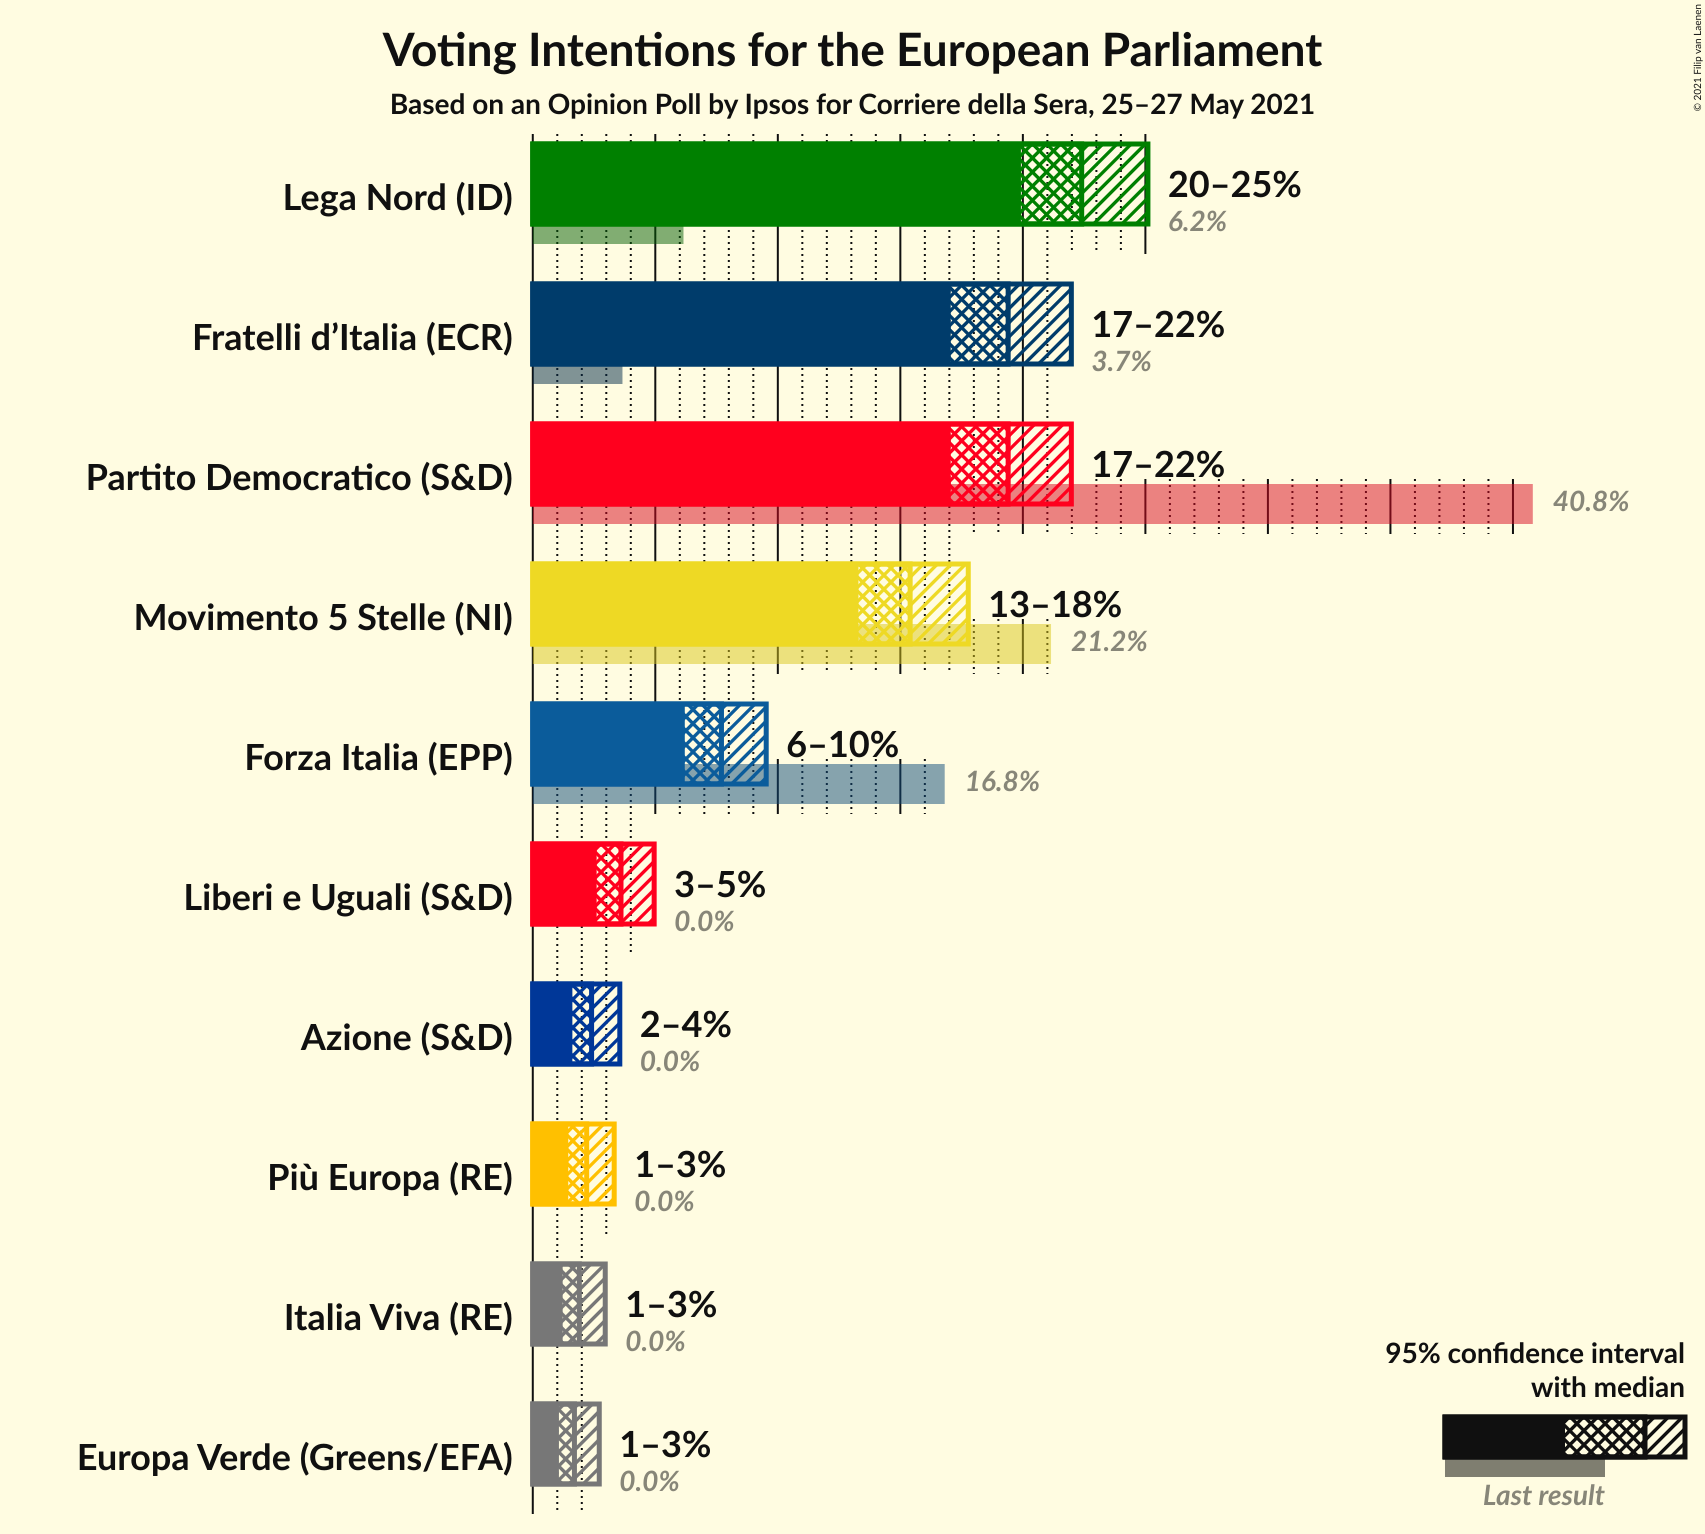 Voting Intentions for the European Parliament
Based on an Opinion Poll by Ipsos for Corriere della Sera, 25–27 May 2021
© 2021 Filip van Laenen
Lega Nord (ID)
20–25%
6.2%
Fratelli d’Italia (ECR)
17–22%
3.7%
Partito Democratico (S&D)
17–22%
40.8%
Movimento 5 Stelle (NI)
13–18%
21.2%
Forza Italia (EPP)
6–10%
16.8%
Liberi e Uguali (S&D)
3–5%
0.0%
Azione (S&D)
2–4%
0.0%
Più Europa (RE)
1–3%
0.0%
Italia Viva (RE)
1–3%
0.0%
Europa Verde (Greens/EFA)
1–3%
0.0%
95% confidence interval
with median
Last result